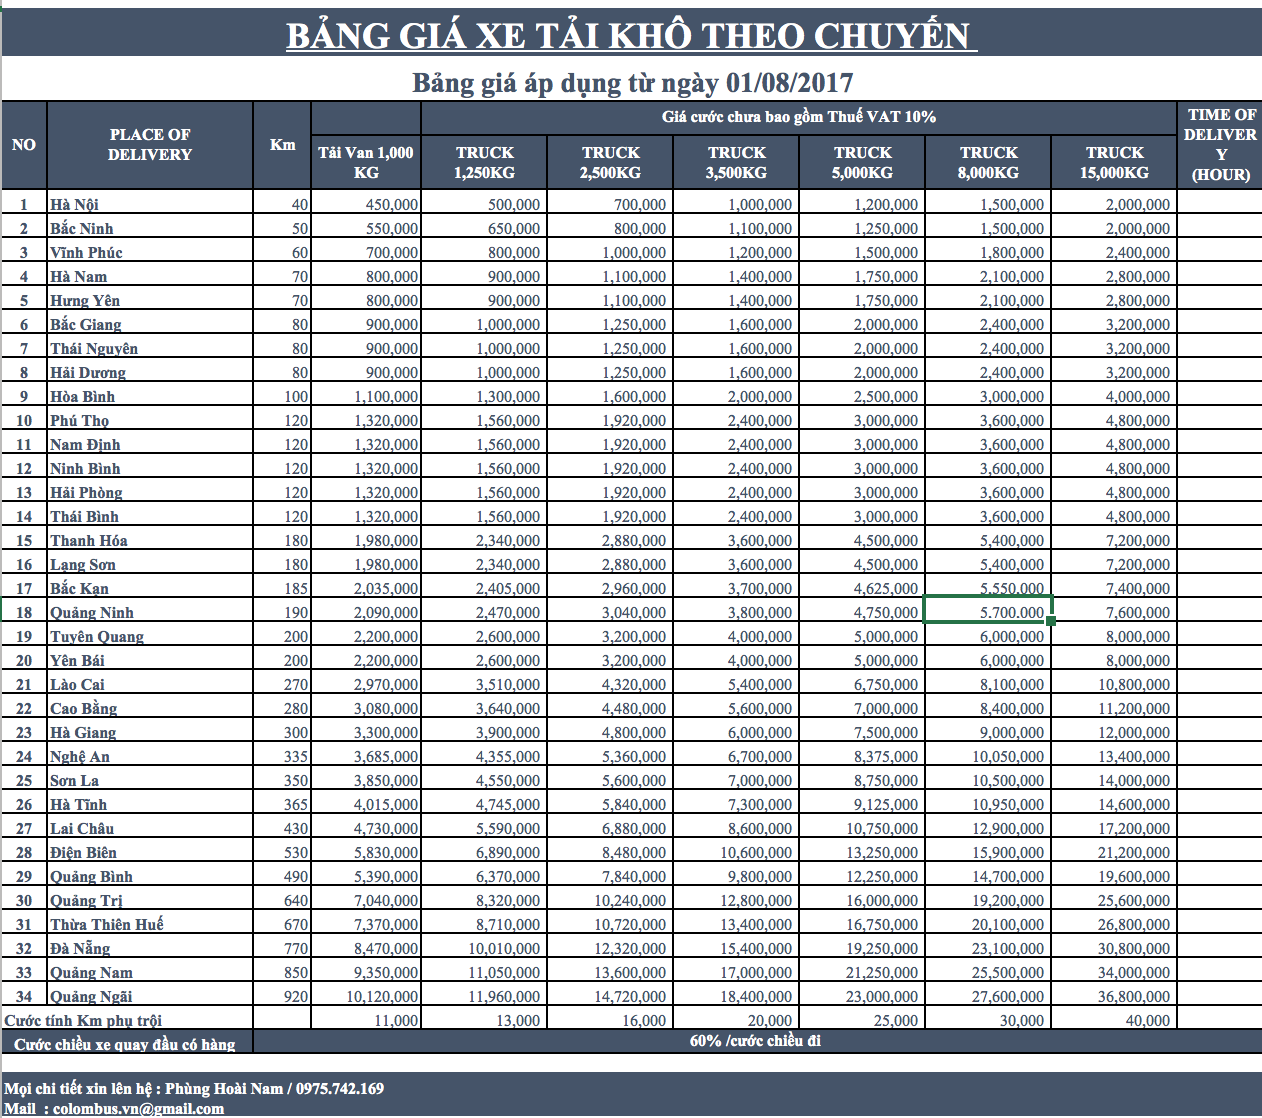 BẢNG GIÁ XE TẢI KHÔ THEO CHUYẾN
Bảng giá áp dụng từ ngày 01/08/2017
NO PLACE OF DELIVERY Km Tải Van 1,000 KG Giá cước chưa bao gồm Thuế VAT 10% TIME OF DELIVERY (HOUR)
TRUCK 1,250KG TRUCK 2,500KG TRUCK 3,500KG TRUCK 5,000KG TRUCK 8,000KG TRUCK 15,000KG
1 Hà Nội 40 450,000 500,000 700,000 1,000,000 1,200,000 1,500,000 2,000,000
2 Bắc Ninh 50 550,000 650,000 800,000 1,100,000 1,250,000 1,500,000 2,000,000
3 Vĩnh Phúc 60 700,000 800,000 1,000,000 1,200,000 1,500,000 1,800,000 2,400,000
4 Hà Nam 70 800,000 900,000 1,100,000 1,400,000 1,750,000 2,100,000 2,800,000
5 Hưng Yên 70 800,000 900,000 1,100,000 1,400,000 1,750,000 2,100,000 2,800,000
6 Bắc Giang 80 900,000 1,000,000 1,250,000 1,600,000 2,000,000 2,400,000 3,200,000
7 Thái Nguyên 80 900,000 1,000,000 1,250,000 1,600,000 2,000,000 2,400,000 3,200,000
8 Hải Dương 80 900,000 1,000,000 1,250,000 1,600,000 2,000,000 2,400,000 3,200,000
9 Hòa Bình 100 1,100,000 1,300,000 1,600,000 2,000,000 2,500,000 3,000,000 4,000,000
10 Phú Thọ 120 1,320,000 1,560,000 1,920,000 2,400,000 3,000,000 3,600,000 4,800,000
11 Nam Định 120 1,320,000 1,560,000 1,920,000 2,400,000 3,000,000 3,600,000 4,800,000
12 Ninh Bình 120 1,320,000 1,560,000 1,920,000 2,400,000 3,000,000 3,600,000 4,800,000
13 Hải Phòng 120 1,320,000 1,560,000 1,920,000 2,400,000 3,000,000 3,600,000 4,800,000
14 Thái Bình 120 1,320,000 1,560,000 1,920,000 2,400,000 3,000,000 3,600,000 4,800,000
15 Thanh Hóa 180 1,980,000 2,340,000 2,880,000 3,600,000 4,500,000 5,400,000 7,200,000
16 Lạng Sơn 180 1,980,000 2,340,000 2,880,000 3,600,000 4,500,000 5,400,000 7,200,000
17 Bắc Kạn 185 2,035,000 2,405,000 2,960,000 3,700,000 4,625,000 5,550,000 7,400,000
18 Quảng Ninh 190 2,090,000 2,470,000 3,040,000 3,800,000 4,750,000 5,700,000 7,600,000
19 Tuyên Quang 200 2,200,000 2,600,000 3,200,000 4,000,000 5,000,000 6,000,000 8,000,000
20 Yên Bái 200 2,200,000 2,600,000 3,200,000 4,000,000 5,000,000 6,000,000 8,000,000
21 Lào Cai 270 2,970,000 3,510,000 4,320,000 5,400,000 6,750,000 8,100,000 10,800,000
22 Cao Bằng 280 3,080,000 3,640,000 4,480,000 5,600,000 7,000,000 8,400,000 11,200,000
23 Hà Giang 300 3,300,000 3,900,000 4,800,000 6,000,000 7,500,000 9,000,000 12,000,000
24 Nghệ An 335 3,685,000 4,355,000 5,360,000 6,700,000 8,375,000 10,050,000 13,400,000
25 Sơn La 350 3,850,000 4,550,000 5,600,000 7,000,000 8,750,000 10,500,000 14,000,000
26 Hà Tĩnh 365 4,015,000 4,745,000 5,840,000 7,300,000 9,125,000 10,950,000 14,600,000
27 Lai Châu 430 4,730,000 5,590,000 6,880,000 8,600,000 10,750,000 12,900,000 17,200,000
28 Điện Biên 530 5,830,000 6,890,000 8,480,000 10,600,000 13,250,000 15,900,000 21,200,000
29 Quảng Bình 490 5,390,000 6,370,000 7,840,000 9,800,000 12,250,000 14,700,000 19,600,000
30 Quảng Trị 640 7,040,000 8,320,000 10,240,000 12,800,000 16,000,000 19,200,000 25,600,000
31 Thừa Thiên Huế 670 7,370,000 8,710,000 10,720,000 13,400,000 16,750,000 20,100,000 26,800,000
32 Đà Nẵng 770 8,470,000 10,010,000 12,320,000 15,400,000 19,250,000 23,100,000 30,800,000
33 Quảng Nam 850 9,350,000 11,050,000 13,600,000 17,000,000 21,250,000 25,500,000 34,000,000
34 Quảng Ngãi 920 10,120,000 11,960,000 14,720,000 18,400,000 23,000,000 27,600,000 36,800,000
Cước tính Km phụ trội 11,000 13,000 16,000 20,000 25,000 30,000 40,000
Cước chiều xe quay đầu có hàng 60% /cước chiều đi
Mọi chi tiết xin lên hệ : Phùng Hoài Nam / 0975.742.169
Mail : colombus.vn@gmail.com